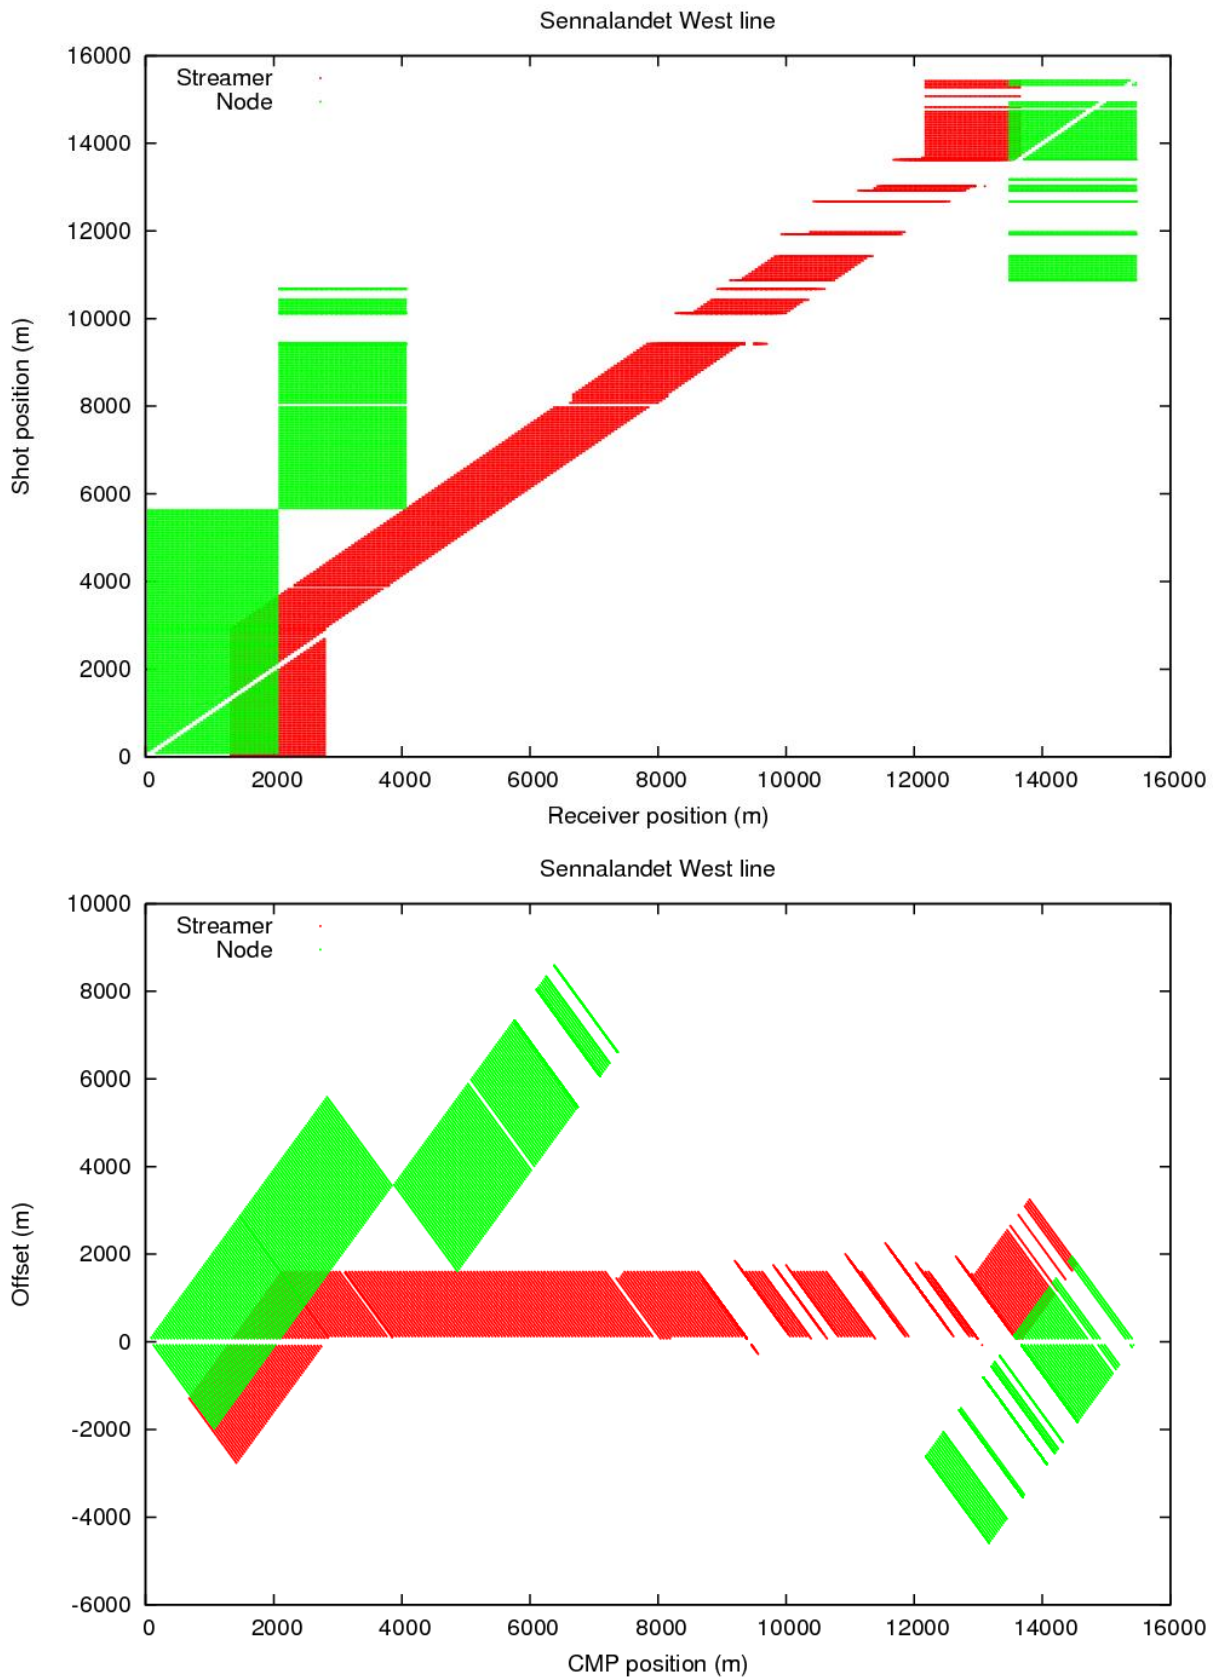 Sennalandet West line
16000
Streamer
Node
14000
12000
10000
8000
6000
4000
2000
0
Shot position (m)
0 2000 4000 6000 8000 10000 12000 14000 16000
Receiver position (m)
Sennalandet West line
10000
Streamer
Node
8000
6000
4000
2000
0
-2000
-4000
-6000
Offset (m)
0 2000 4000 6000 8000 10000 12000 14000 16000
CMP position (m)